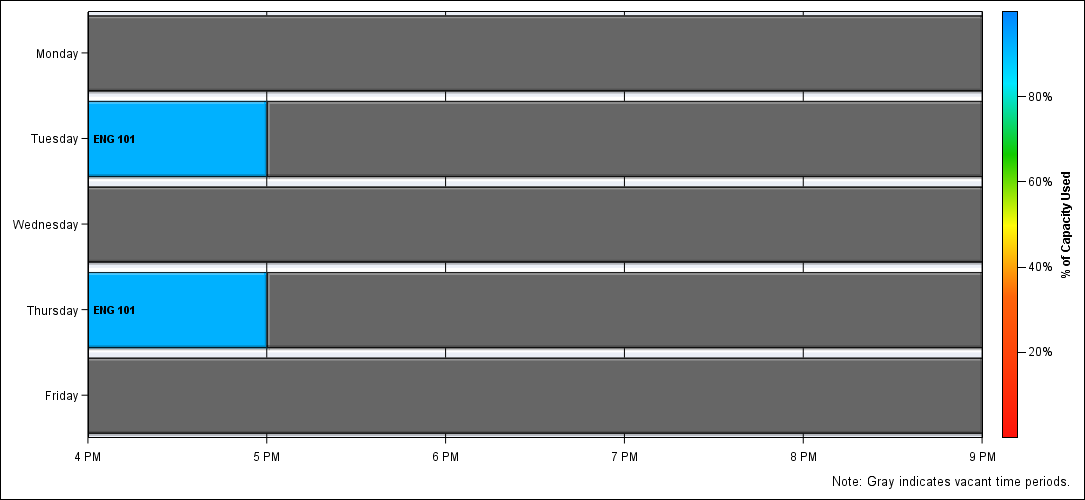 Monday
Tuesday
ENG 101
Wednesday
Thursday
ENG 101
Friday
4 PM 5 PM 6 PM 7 PM 8 PM 9 PM
80%
60%
40%
20%
% of Capacity Used
Note: Gray indicates vacant time periods.